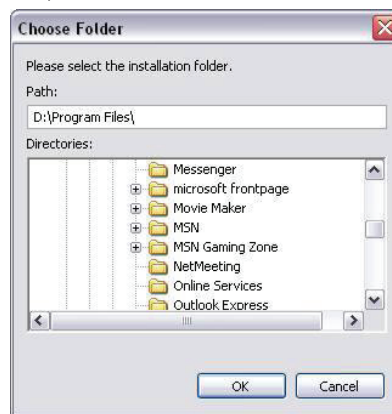 Choose Folder
Please select the installation folder.
Path:
D:\Program Files\
Directories:
Messenger
microsoft frontpage
Movie Maker
MSN
MSN Gaming Zone
NetMeeting
Online Services
Outlook Express
OK Cancel